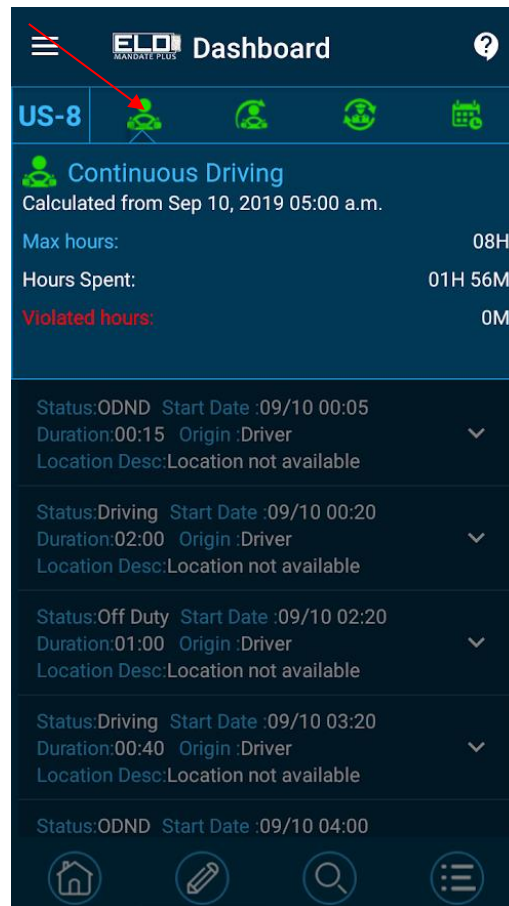 ELD
MANDATE PLUS
Dashboard
?
US-8
Continuous Driving
Calculated from Sep 10, 2019 05:00 a.m.
Max hours: 08H
Hours Spent: 01H 56M
Violated hours: 0M
Status:ODND Start Date :09/10 00:05
Duration:00:15 Origin :Driver
Location Desc:Location not available
Status:Driving Start Date :09/10 00:20
Duration:02:00 Origin :Driver
Location Desc:Location not available
Status:Off Duty Start Date :09/10 02:20
Duration:01:00 Origin :Driver
Location Desc:Location not available
Status:Driving Start Date :09/10 03:20
Duration:00:40 Origin :Driver
Location Desc:Location not available
Status:ODND Start Date :09/10 04:00